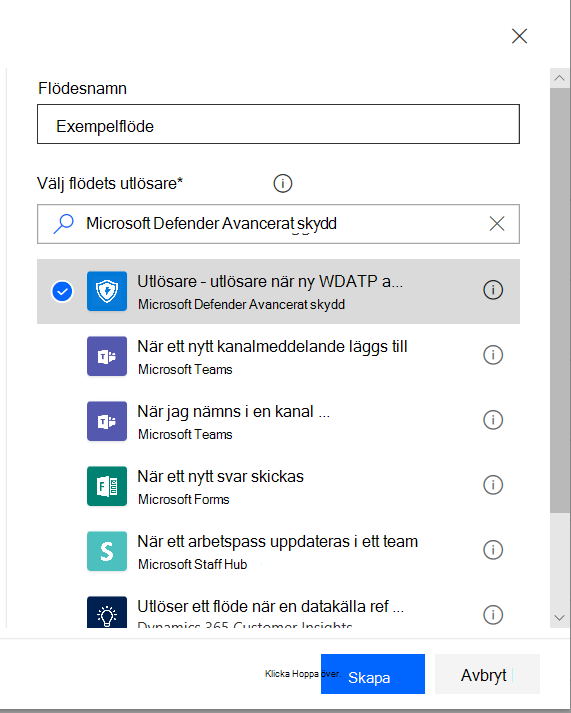 Flödesnamn
Exempelflöde
Välj flödets utlösare*
Microsoft Defender Avancerat skydd
Utlösare - utlösare när ny WDATP a...
Microsoft Defender Avancerat skydd
När ett nytt kanalmeddelande läggs till
Microsoft Teams
När jag nämns i en kanal ...
Microsoft Teams
När ett nytt svar skickas
Microsoft Forms
När ett arbetspass uppdateras i ett team
Microsoft Staff Hub
Utlöser ett flöde när en datakälla ref ...
Dynamics 365 Customer Insights
Klicka Hoppa över.
Skapa
Avbryt